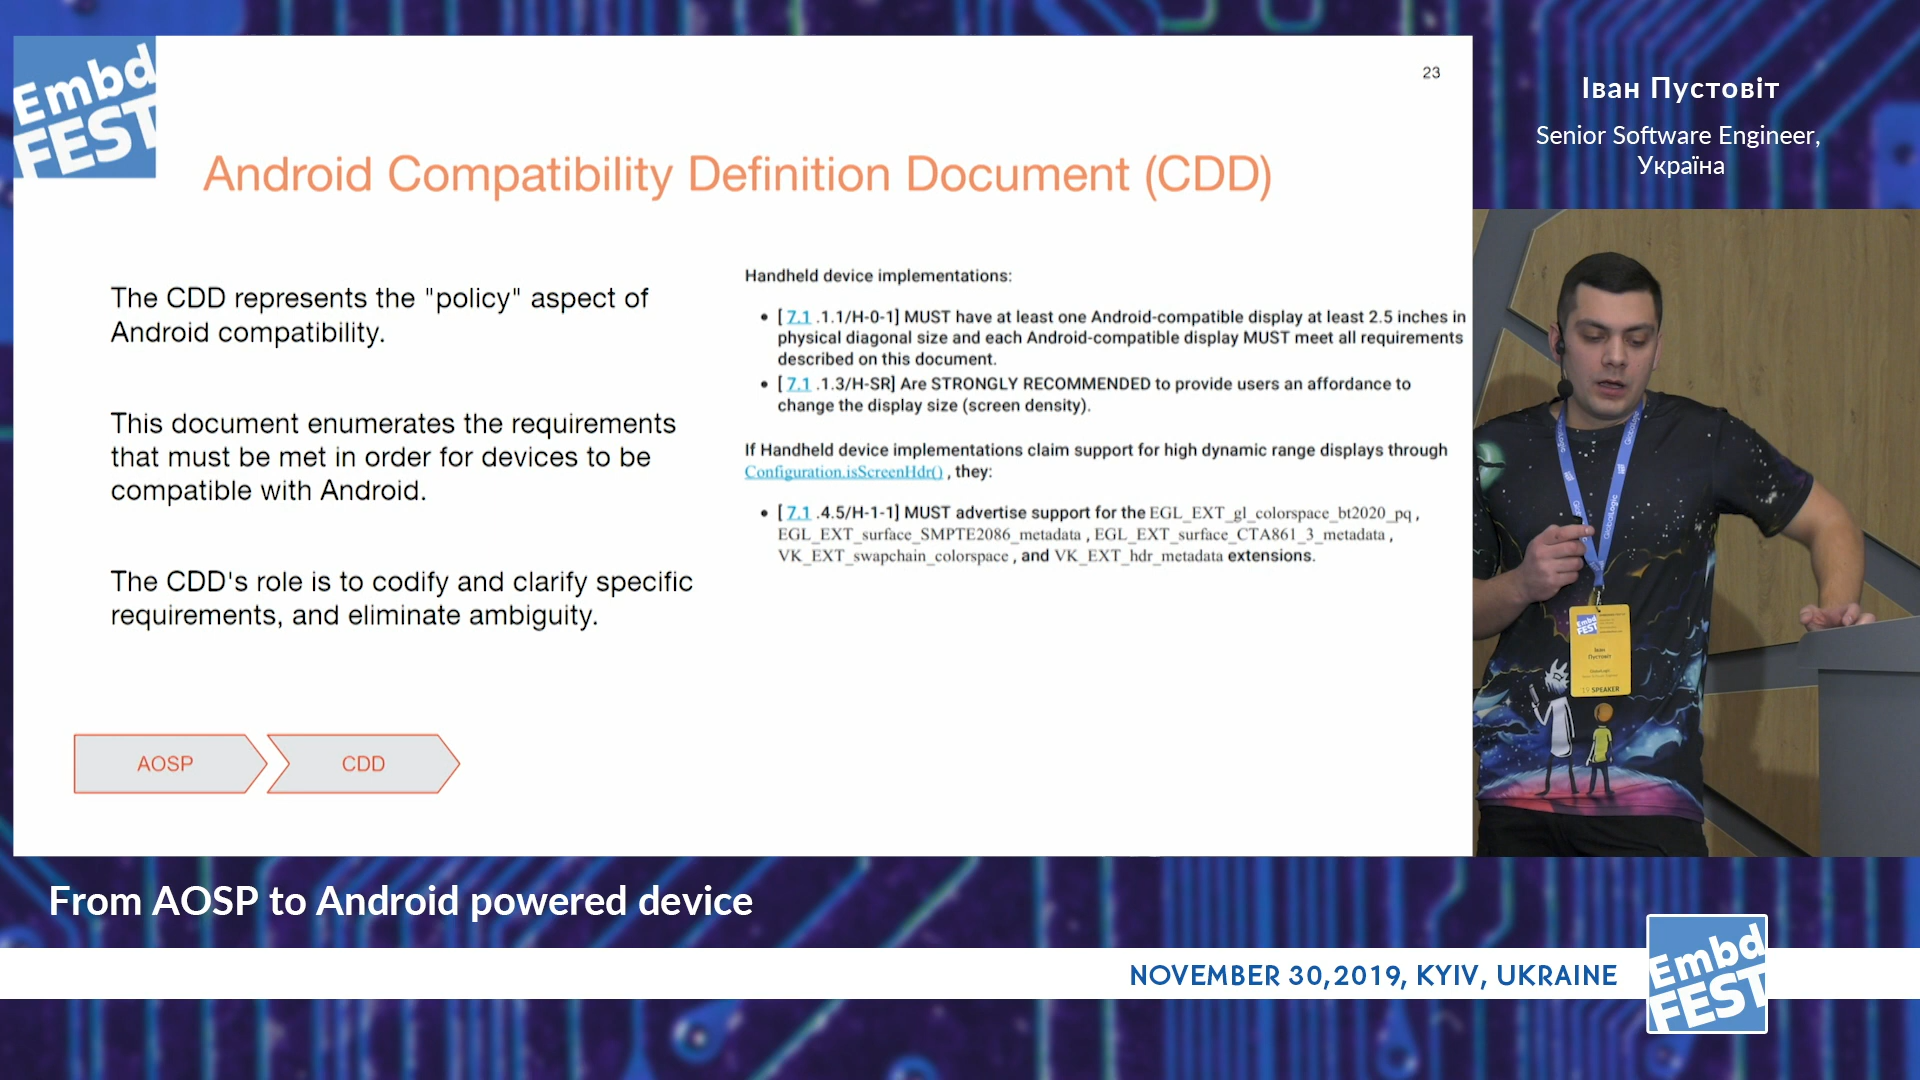 Embd
FEST
23
Android Compatibility Definition Document (CDD)
The CDD represents the "policy" aspect of
Android compatibility.
This document enumerates the requirements
that must be met in order for devices to be
compatible with Android.
The CDD's role is to codify and clarify specific
requirements, and eliminate ambiguity.
AOSP
CDD
Handheld device implementations:
• [ 7.1 .1.1/H-0-1] MUST have at least one Android-compatible display at least 2.5 inches in
physical diagonal size and each Android-compatible display MUST meet all requirements
described on this document.
• [ 7.1 .1.3/H-SR] Are STRONGLY RECOMMENDED to provide users an affordance to
change the display size (screen density).
If Handheld device implementations claim support for high dynamic range displays through
Configuration.isScreenHdr() , they:
• [ 7.1 .4.5/H-1-1] MUST advertise support for the EGL_EXT_gl_colorspace_bt2020_pq ,
EGL_EXT_surface_SMPTE2086_metadata , EGL_EXT_surface_CTA861_3_metadata ,
VK_EXT_swapchain_colorspace , and VK_EXT_hdr_metadata extensions.
Іван Пустовіт
Senior Software Engineer,
Україна
GlobalLogic
GlobalLogic
Embd
FEST
Іван
Пустовіт
SPEAKER
From AOSP to Android powered device
NOVEMBER 30,2019, KYIV, UKRAINE
Embd
FEST